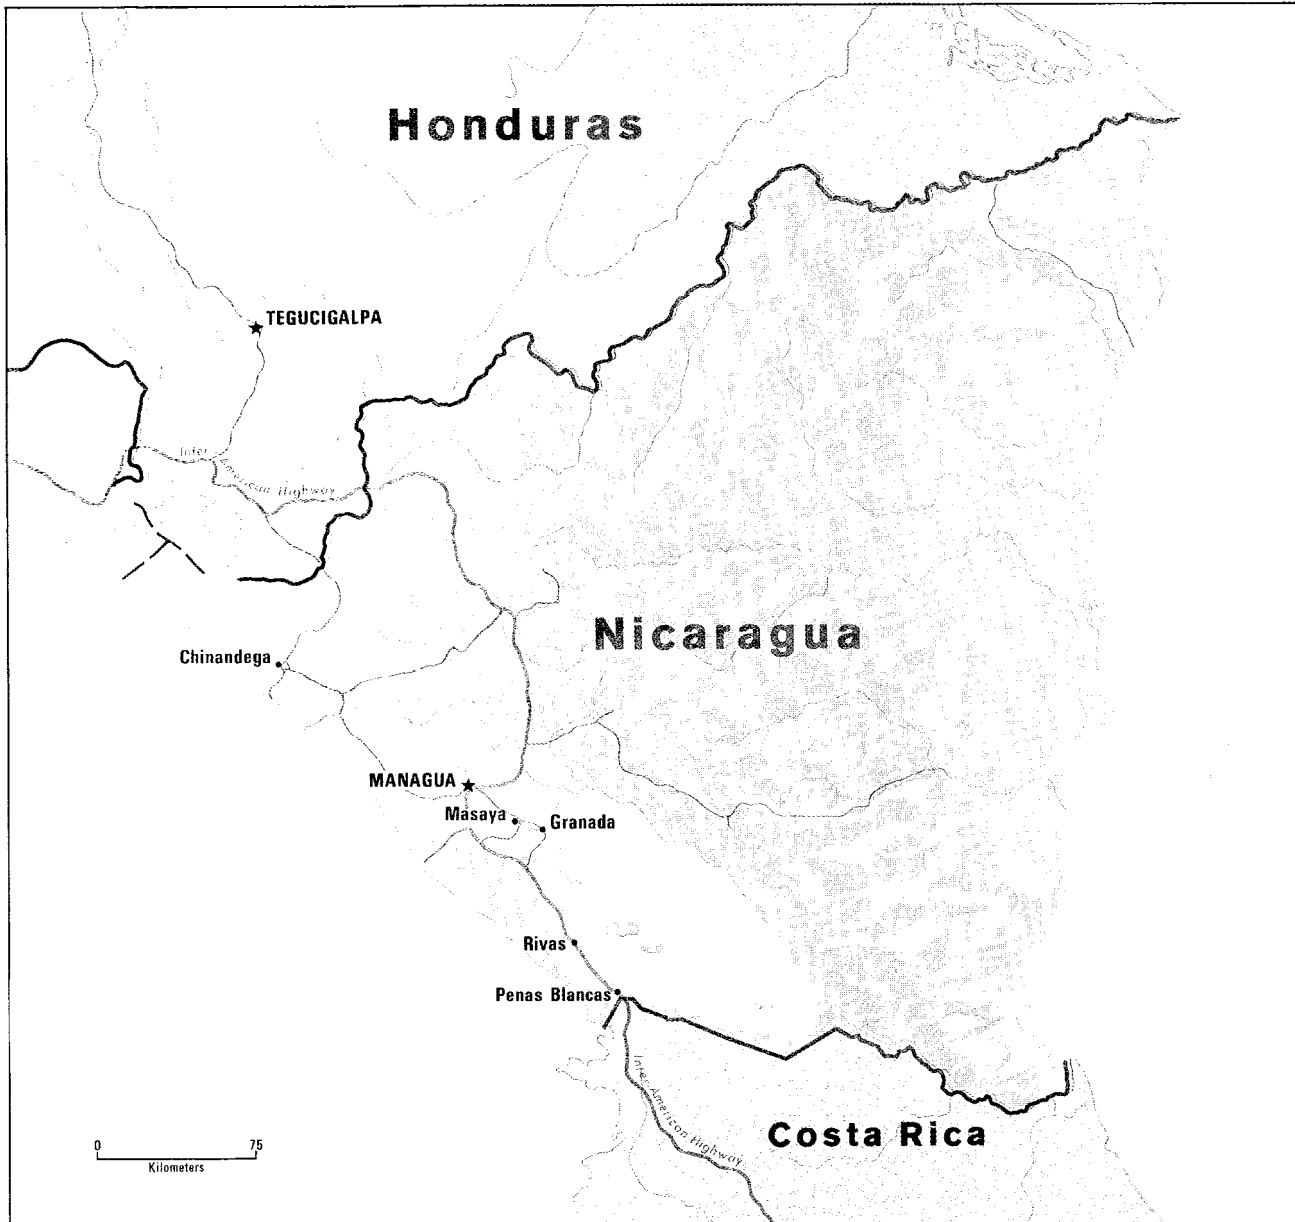 Honduras
TEGUCIGALPA
Inter American Highway
Nicaragua
Chinandega
MANAGUA
Masaya
Granada
Rivas
Penas Blancas
Inter American Highway
Costa Rica
0 75
Kilometers